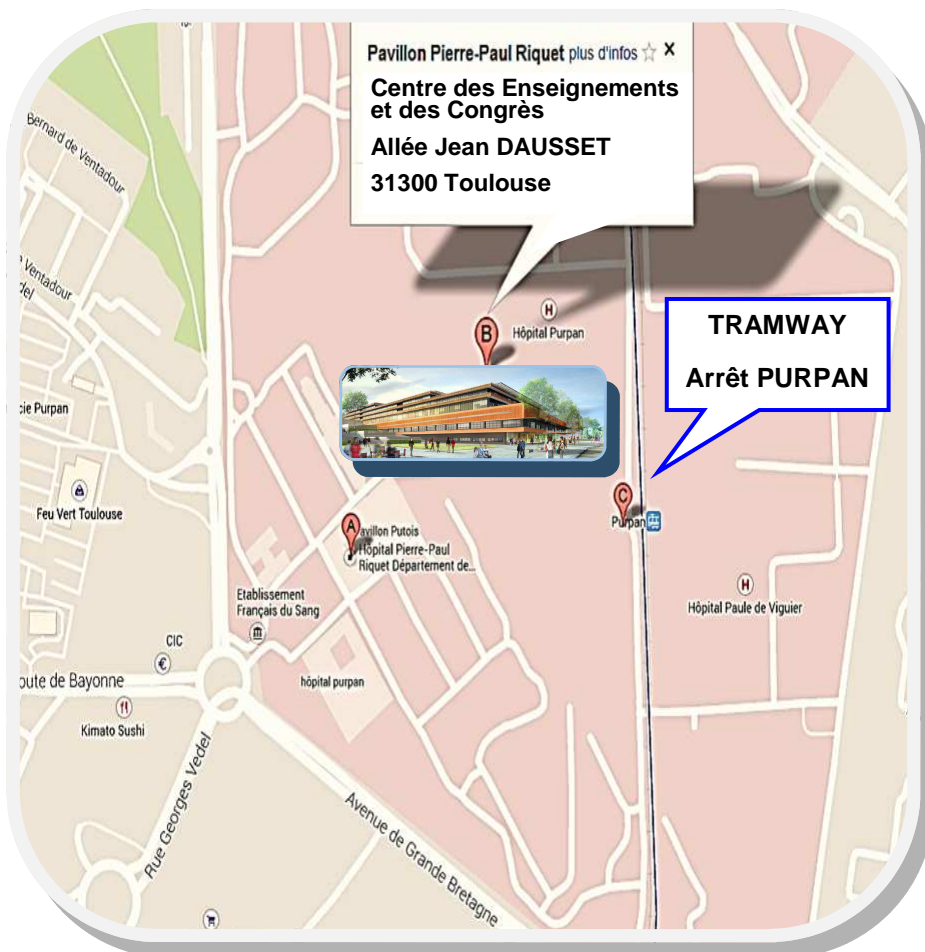 Pavillon Pierre-Paul Riquet plus d'infos ☆ X
Centre des Enseignements
et des Congrès
Allée Jean DAUSSET
31300 Toulouse
Bernard de Ventadour
Ventadour
B
H
Hôpital Purpan
TRAMWAY
Arrêt PURPAN
cie Purpan
Feu Vert Toulouse
C
Purpan
A
avillon Putois
Hôpital Pierre-Paul
Riquet Département de...
H
Hôpital Paule de Viguier
Etablissement
Français du Sang
CIC
€
oute de Bayonne
hôpital purpan
Kimato Sushi
Rue Georges Vedel
Avenue de Grande Bretagne